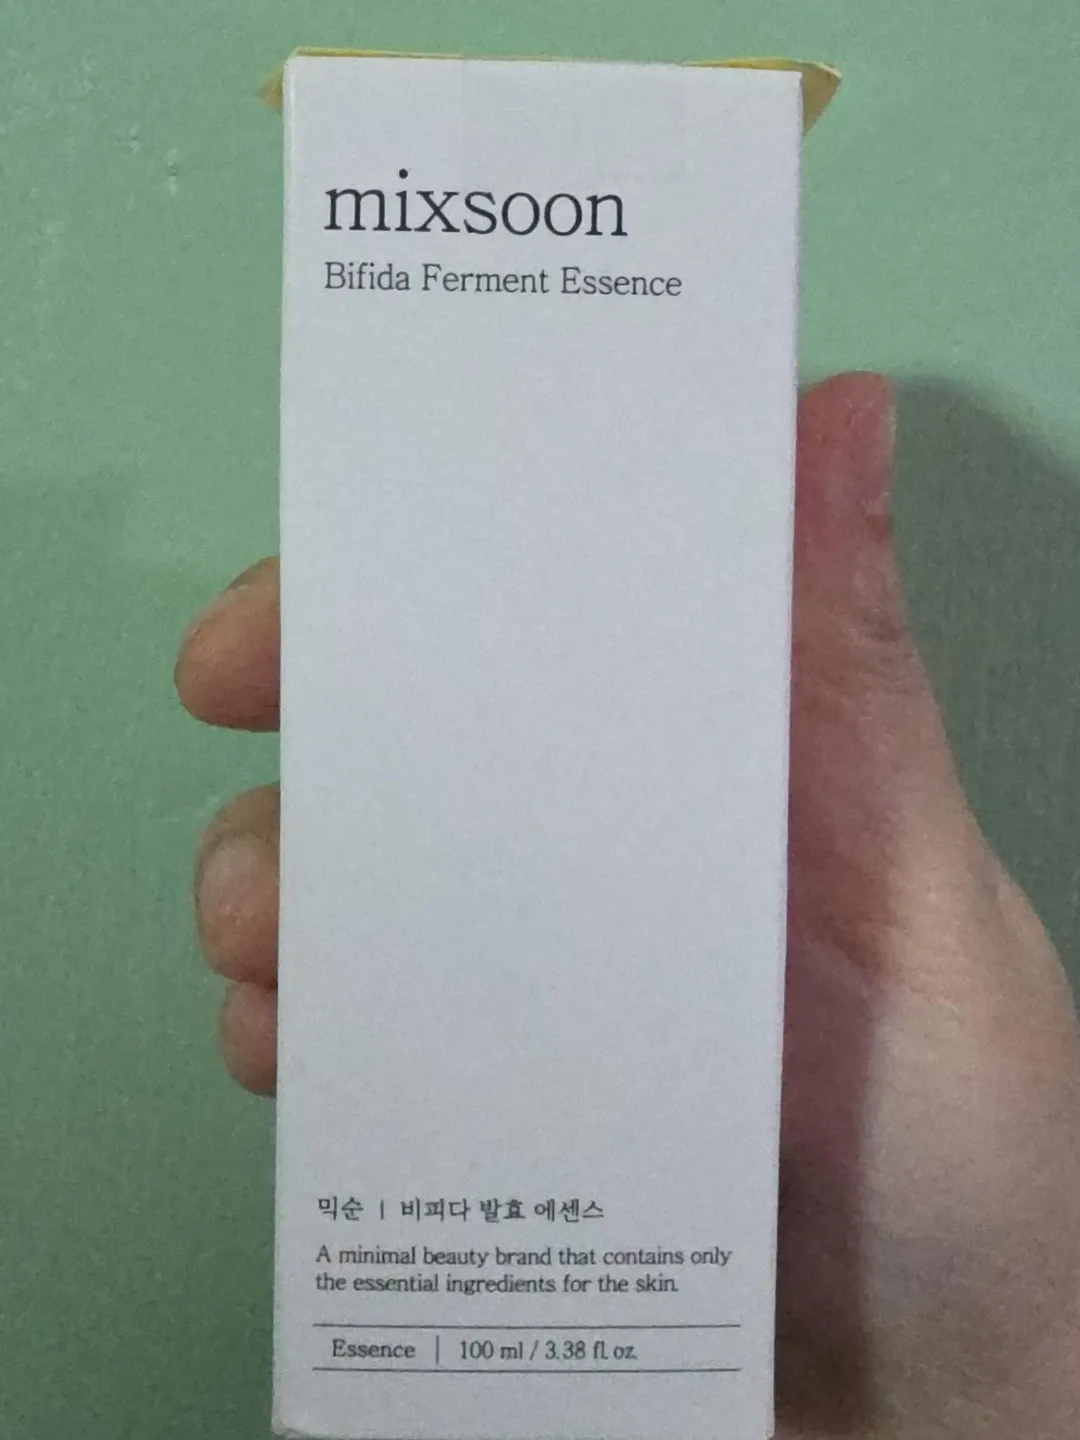 mixsoon
Bifida Ferment Essence
믹순 | 비피다 발효 에센스
A minimal beauty brand that contains only
the essential ingredients for the skin.
Essence | 100 ml / 3.38 fl. oz.